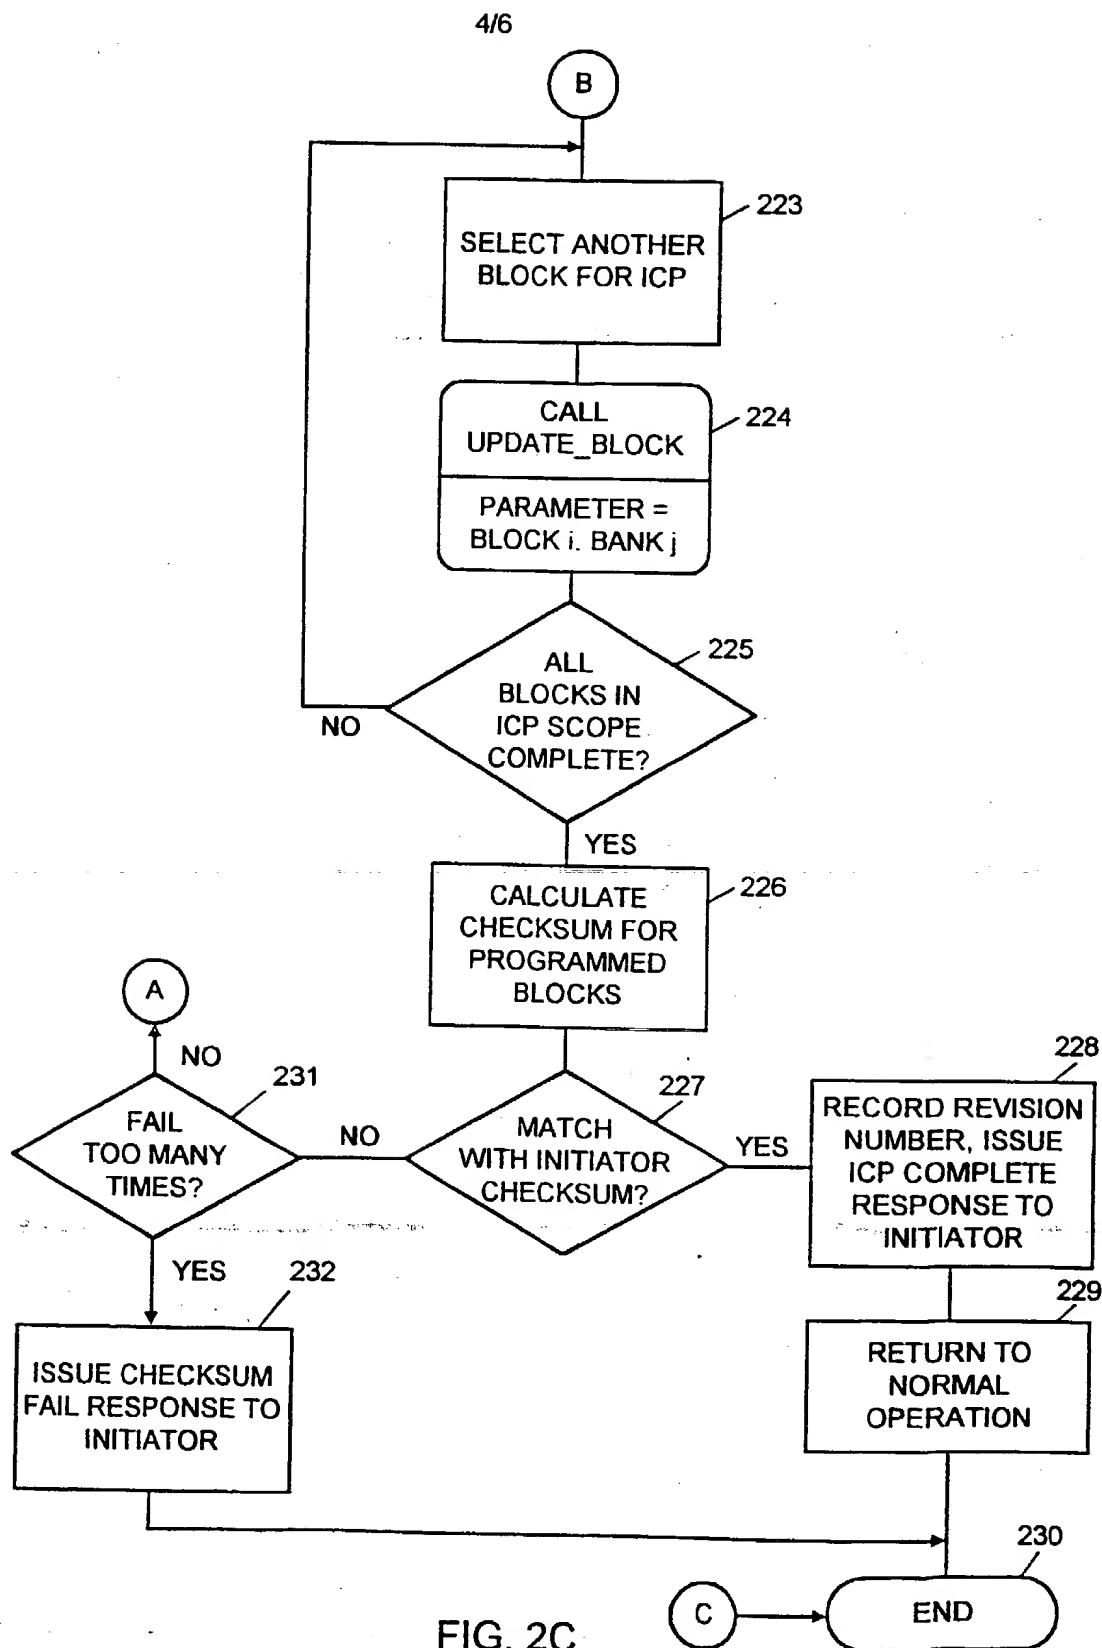 4/6
B
223
SELECT ANOTHER
BLOCK FOR ICP
224
CALL
UPDATE_BLOCK
PARAMETER =
BLOCK i. BANK j
225
ALL
BLOCKS IN
ICP SCOPE
COMPLETE?
NO
YES
226
CALCULATE
CHECKSUM FOR
PROGRAMMED
BLOCKS
A
NO
231
FAIL
TOO MANY
TIMES?
NO
227
MATCH
WITH INITIATOR
CHECKSUM?
YES
228
RECORD REVISION
NUMBER, ISSUE
ICP COMPLETE
RESPONSE TO
INITIATOR
YES
232
ISSUE CHECKSUM
FAIL RESPONSE TO
INITIATOR
229
RETURN TO
NORMAL
OPERATION
230
C
END
FIG. 2C